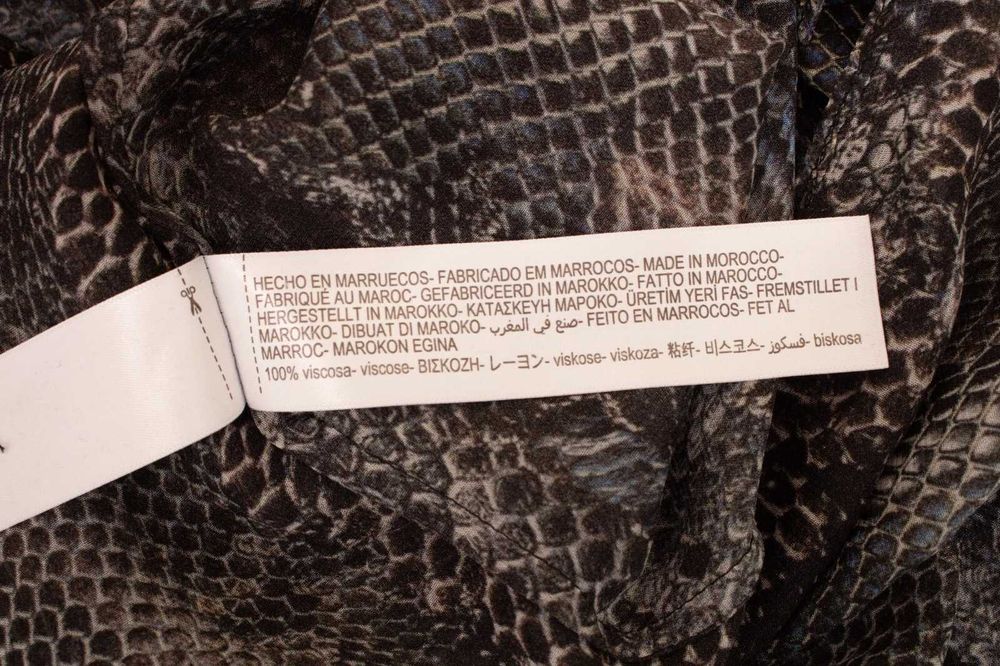 HECHO EN MARRUECOS- FABRICADO EM MARROCOS- MADE IN MOROCCO-
FABRIQUÉ AU MAROC- GEFABRICEERD IN MAROKKO- FATTO IN MAROCCO-
HERGESTELLT IN MAROKKO- ΚΑΤΑΣΚΕΥΗ ΜΑΡΟΚΟ- ÜRETİM YERİ FAS- FREMSTILLET I
MAROKKO- DIBUAT DI MAROKO- صنع في المغرب- FEITO EN MARROCOS- FET AL
MARROC- MAROKON EGINA
100% viscosa- viscose- ΒΙΣΚΟΖΗ- レーヨン- viskose- viskoza- 粘纤- 비스코스- فسكوز- biskosa